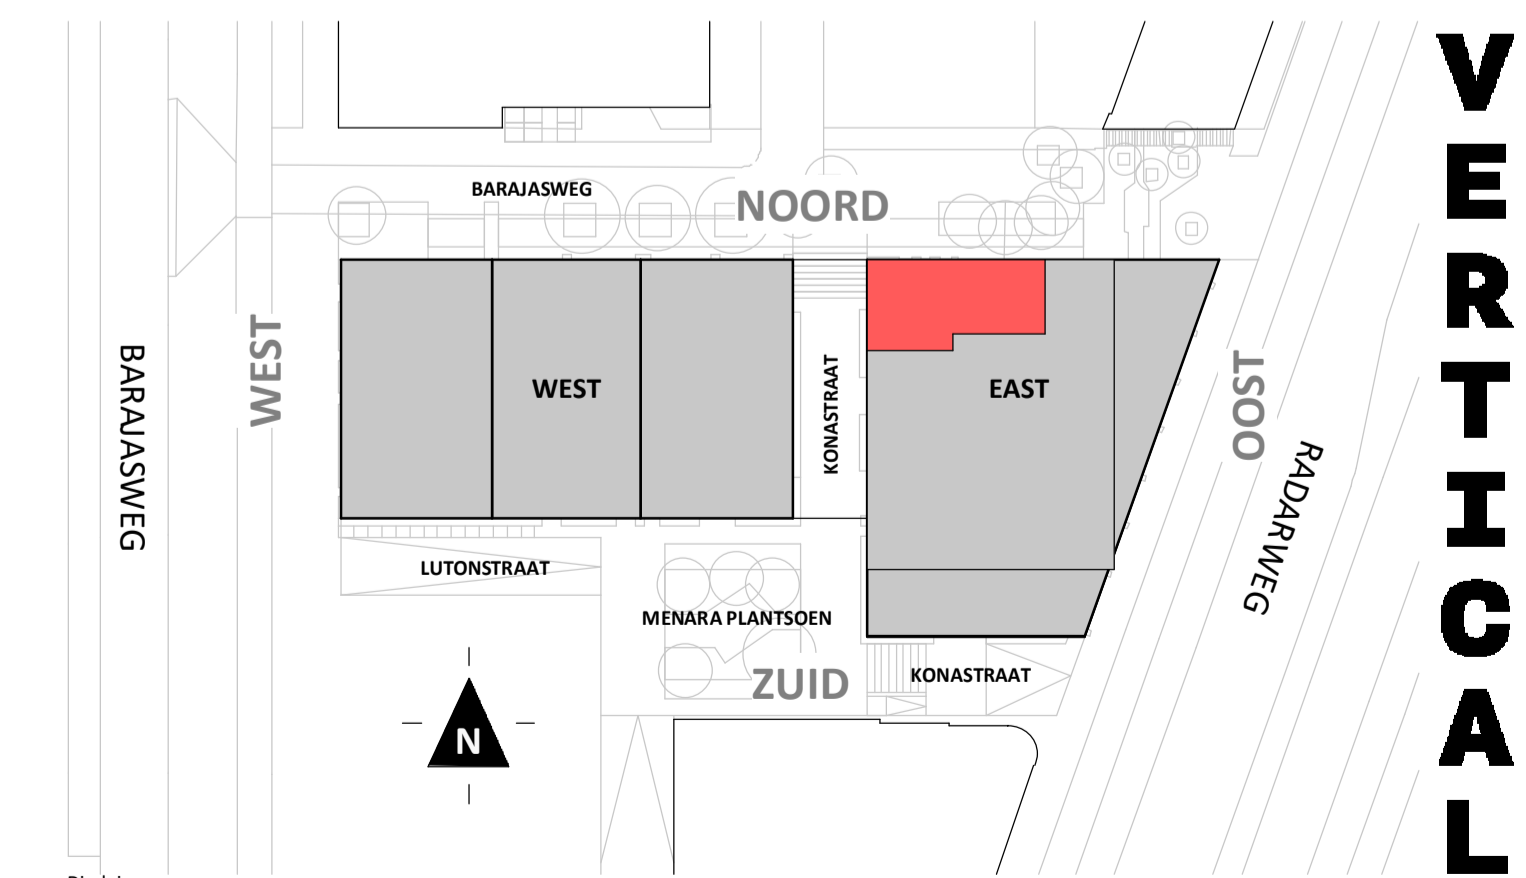 BARAJASWEG
NOORD
WEST
BARAJASWEG
WEST
KONASTRAAT
EAST
OOST
RADARWEG
LUTONSTRAAT
MENARA PLANTSOEN
ZUID
KONASTRAAT
N
VERTICAL